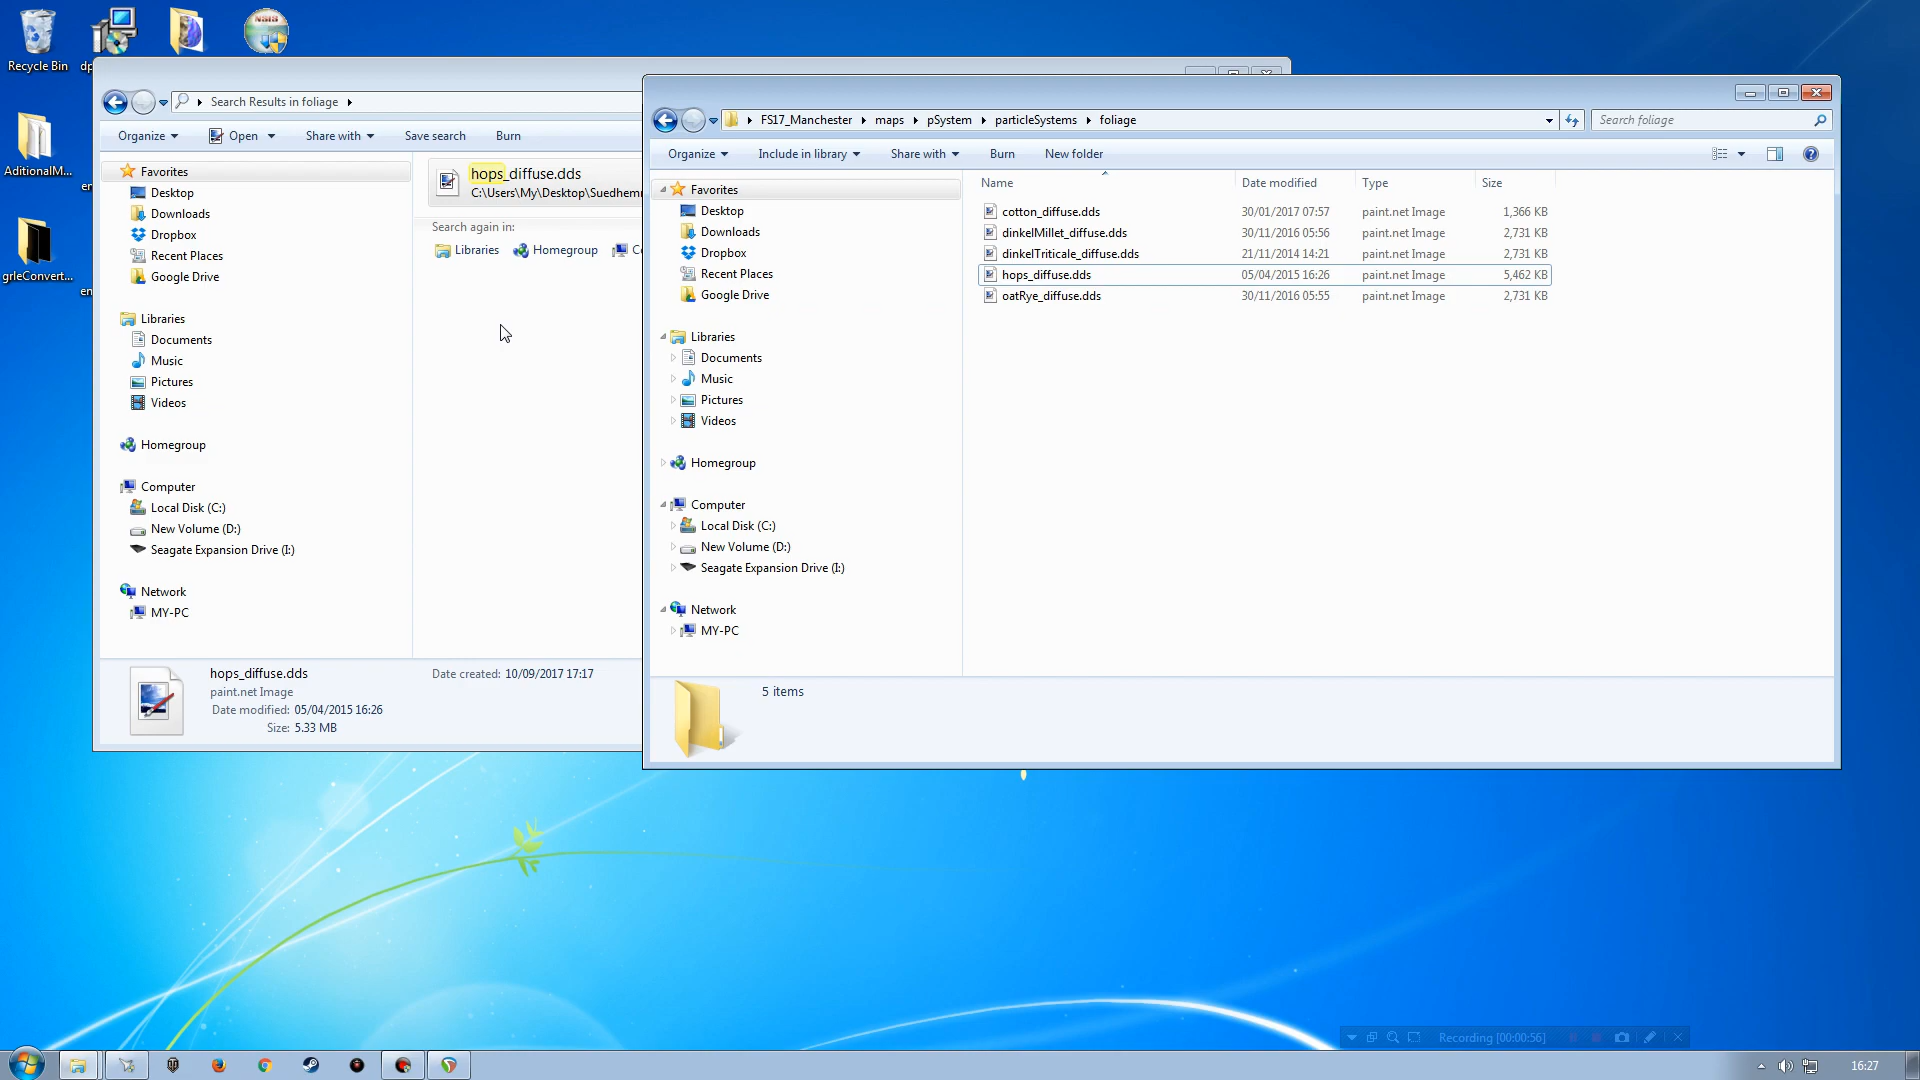 Recycle Bin
dp
NSIS
AditionalM...
en
grleConvert...
en
Search Results in foliage
Organize
Open
Share with
Save search
Burn
Favorites
Desktop
Downloads
Dropbox
Recent Places
Google Drive
Libraries
Documents
Music
Pictures
Videos
Homegroup
Computer
Local Disk (C:)
New Volume (D:)
Seagate Expansion Drive (I:)
Network
MY-PC
hops_diffuse.dds
C:\Users\My\Desktop\Suedhem
Search again in:
Libraries
Homegroup
Co
hops_diffuse.dds
paint.net Image
Date modified: 05/04/2015 16:26
Size: 5.33 MB
Date created: 10/09/2017 17:17
FS17_Manchester
maps
pSystem
particleSystems
foliage
Search foliage
Organize
Include in library
Share with
Burn
New folder
Favorites
Desktop
Downloads
Dropbox
Recent Places
Google Drive
Libraries
Documents
Music
Pictures
Videos
Homegroup
Computer
Local Disk (C:)
New Volume (D:)
Seagate Expansion Drive (I:)
Network
MY-PC
Name Date modified Type Size
cotton_diffuse.dds 30/01/2017 07:57 paint.net Image 1,366 KB
dinkelMillet_diffuse.dds 30/11/2016 05:56 paint.net Image 2,731 KB
dinkelTriticale_diffuse.dds 21/11/2014 14:21 paint.net Image 2,731 KB
hops_diffuse.dds 05/04/2015 16:26 paint.net Image 5,462 KB
oatRye_diffuse.dds 30/11/2016 05:55 paint.net Image 2,731 KB
5 items
Recording [00:00:56]
16:27